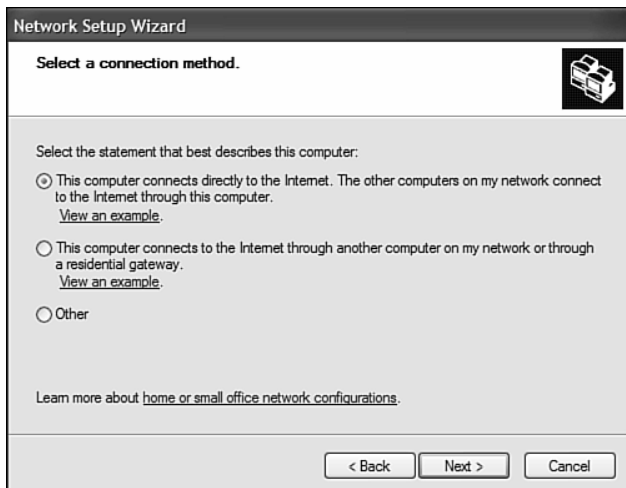 Network Setup Wizard
Select a connection method.
Select the statement that best describes this computer:
This computer connects directly to the Internet. The other computers on my network connect
to the Internet through this computer.
View an example.
This computer connects to the Internet through another computer on my network or through
a residential gateway.
View an example.
Other
Learn more about home or small office network configurations.
< Back Next > Cancel